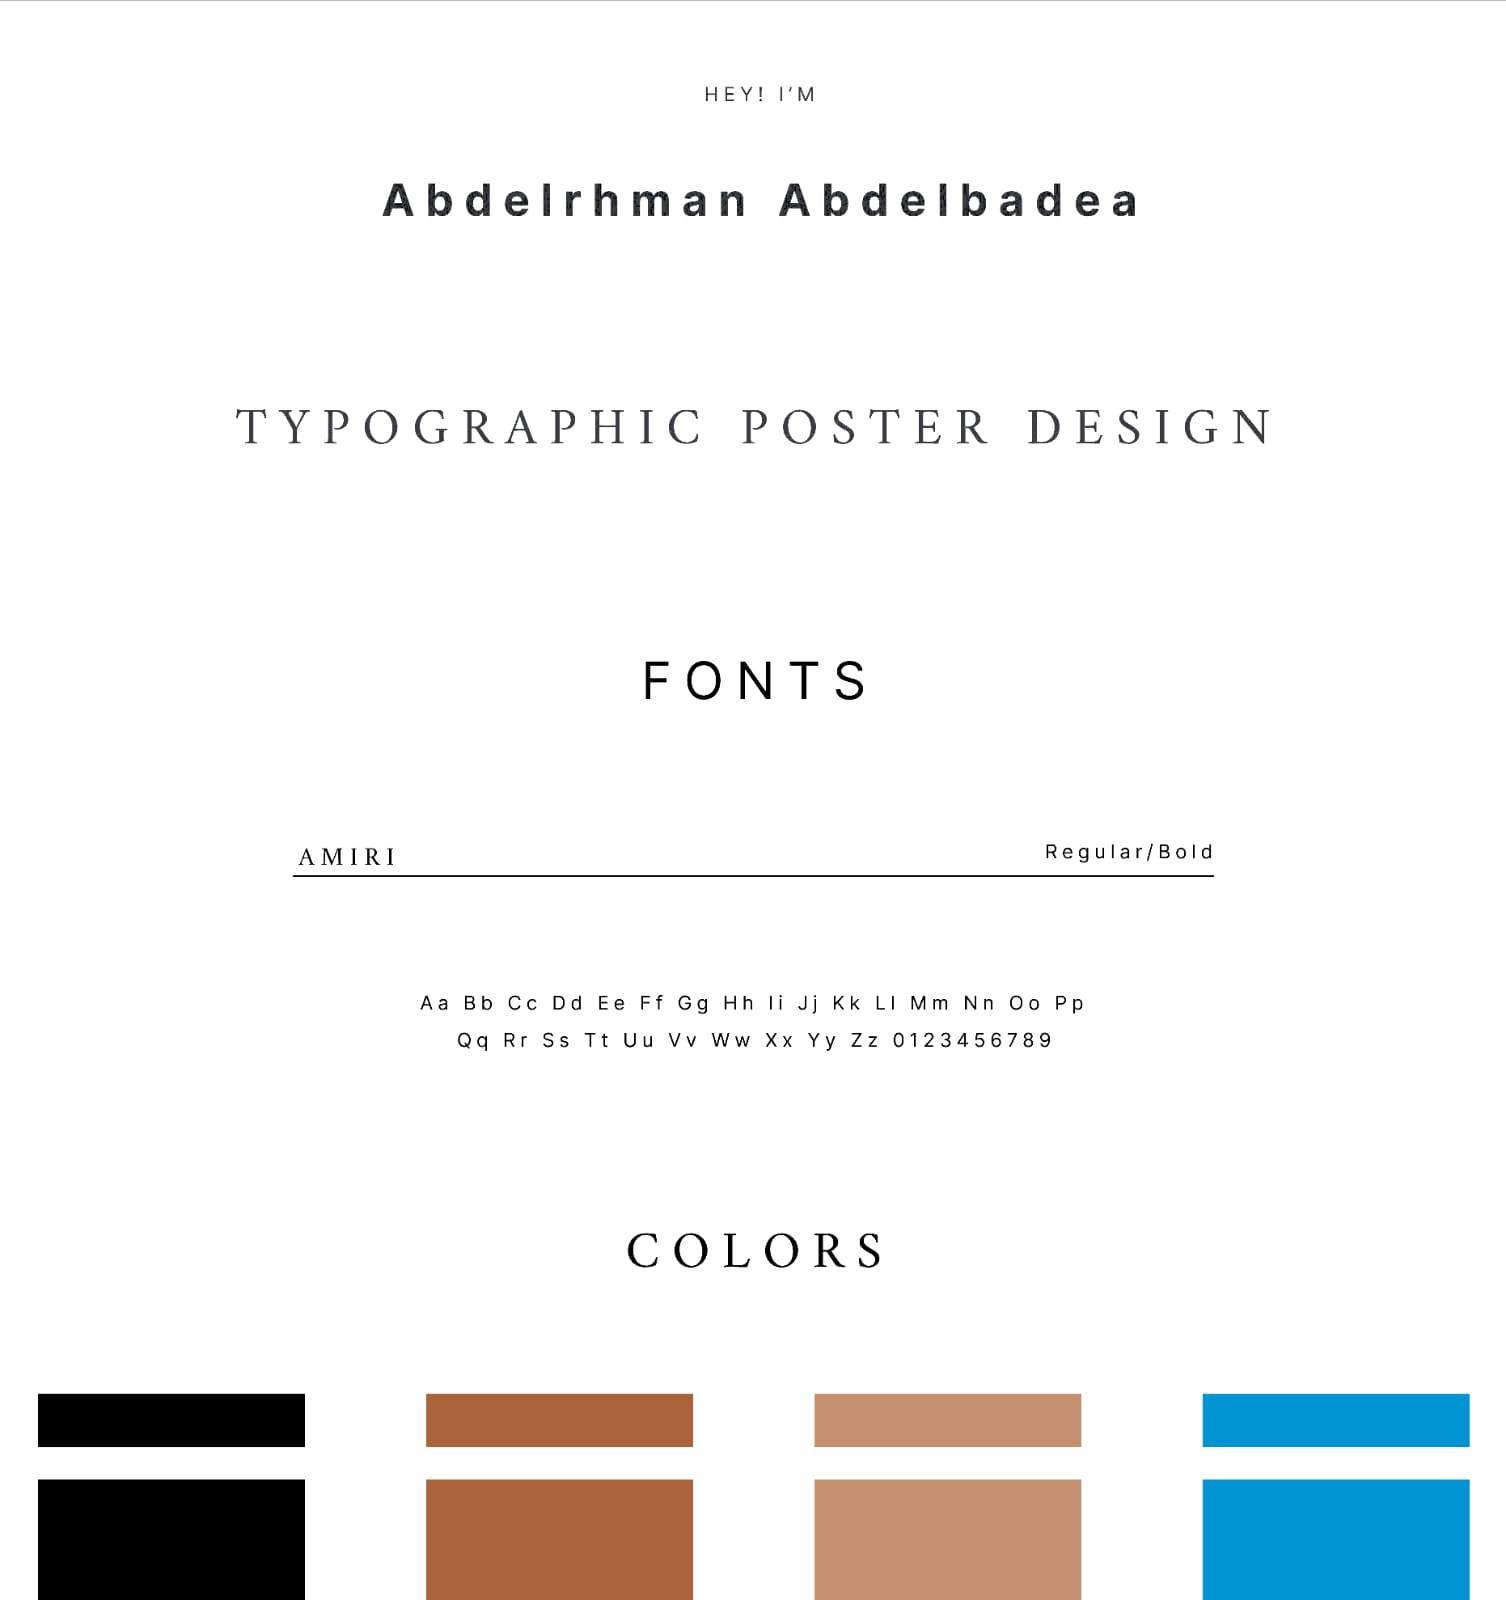 HEY! I’M
Abdelrhman Abdelbadea
TYPOGRAPHIC POSTER DESIGN
FONTS
AMIRI
Regular/Bold
Aa Bb Cc Dd Ee Ff Gg Hh Ii Jj Kk Ll Mm Nn Oo Pp
Qq Rr Ss Tt Uu Vv Ww Xx Yy Zz 0123456789
COLORS